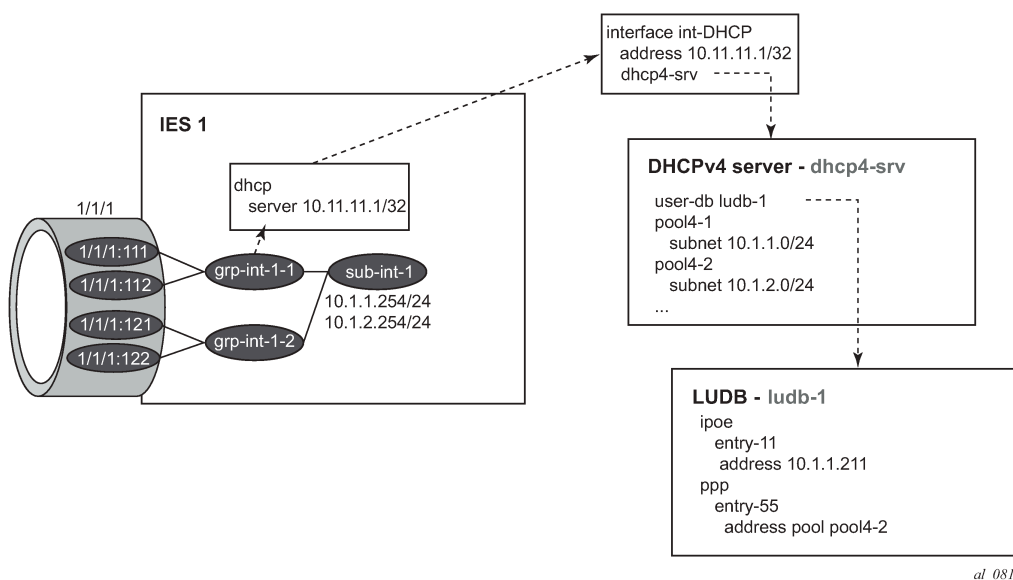 interface int-DHCP
address 10.11.11.1/32
dhcp4-srv
IES 1
dhcp
server 10.11.11.1/32
1/1/1
1/1/1:111
1/1/1:112
1/1/1:121
1/1/1:122
grp-int-1-1
grp-int-1-2
sub-int-1
10.1.1.254/24
10.1.2.254/24
DHCPv4 server - dhcp4-srv
user-db ludb-1
pool4-1
subnet 10.1.1.0/24
pool4-2
subnet 10.1.2.0/24
...
LUDB - ludb-1
ipoe
entry-11
address 10.1.1.211
ppp
entry-55
address pool pool4-2
al_081